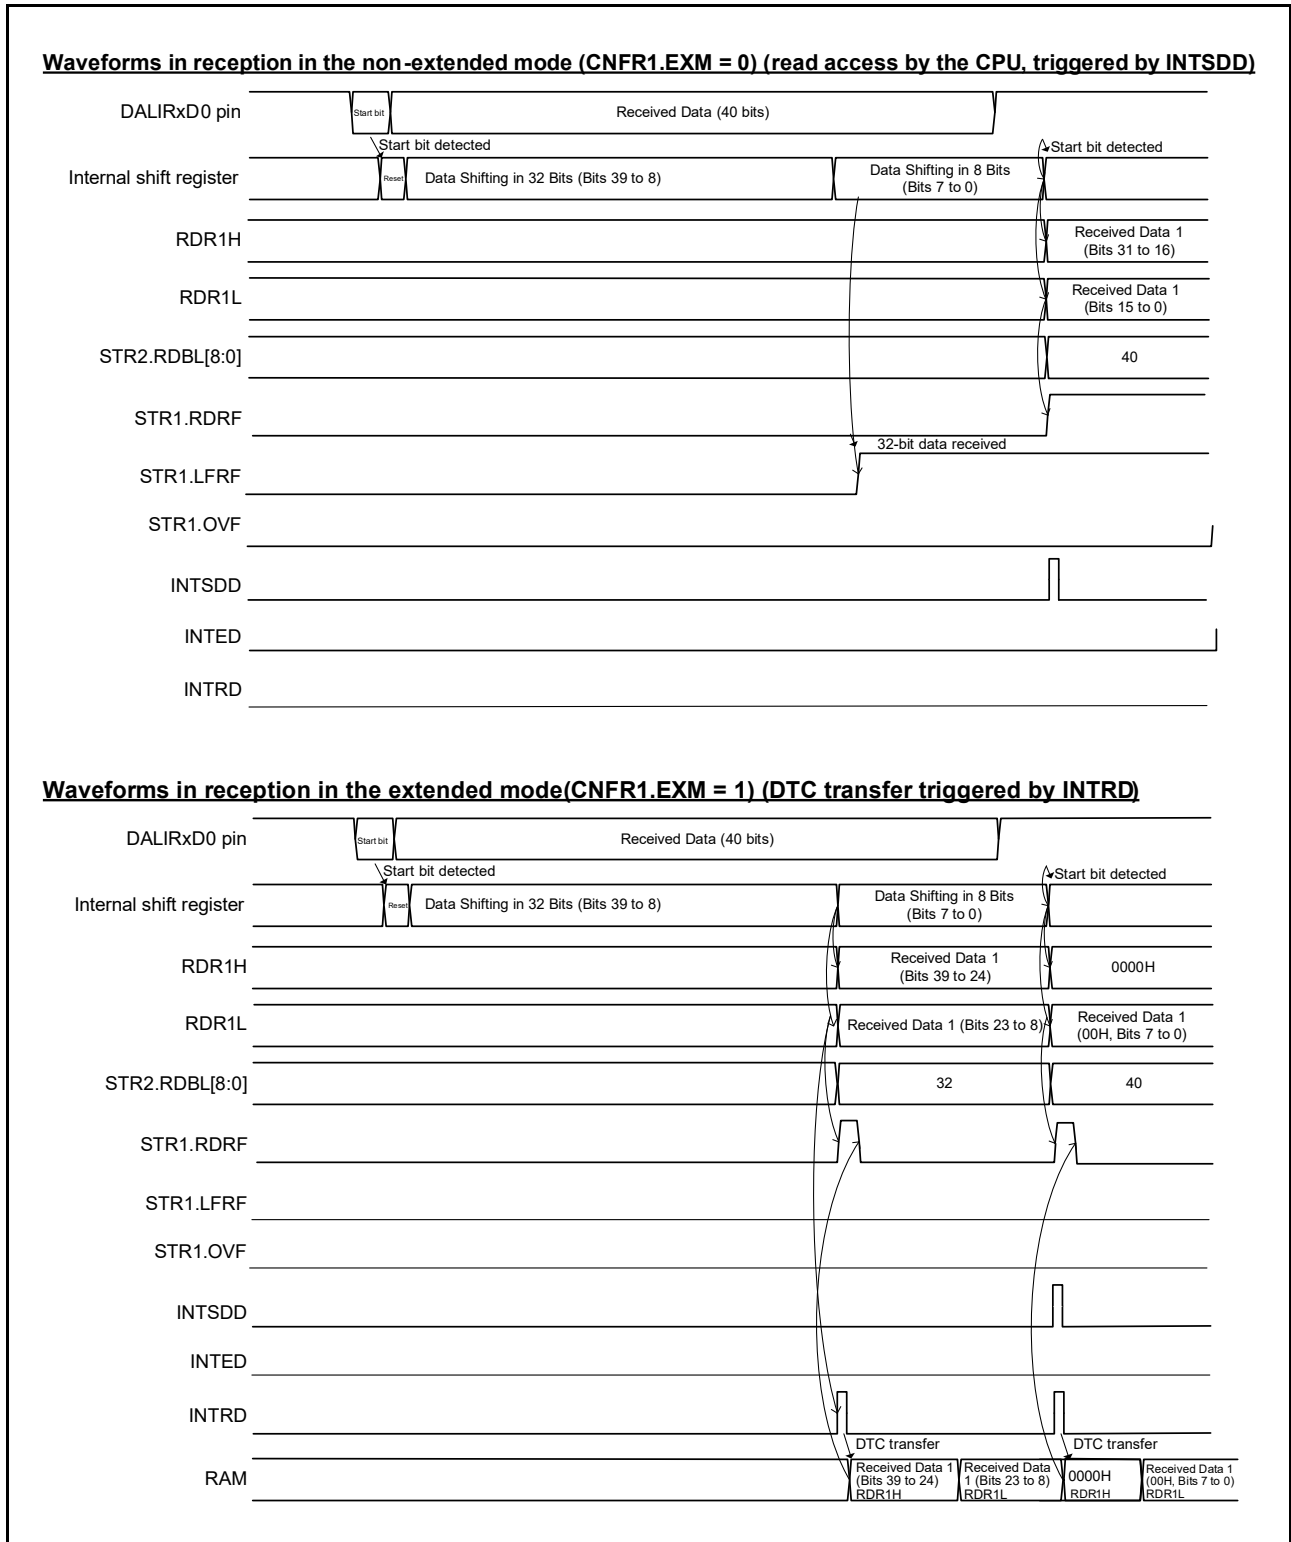 Waveforms in reception in the non-extended mode (CNFR1.EXM = 0) (read access by the CPU, triggered by INTSDD)
DALIRxD0 pin
Start bit
Received Data (40 bits)
Start bit detected
Start bit detected
Internal shift register
Reset
Data Shifting in 32 Bits (Bits 39 to 8)
Data Shifting in 8 Bits
(Bits 7 to 0)
RDR1H
Received Data 1
(Bits 31 to 16)
RDR1L
Received Data 1
(Bits 15 to 0)
STR2.RDBL[8:0]
40
STR1.RDRF
32-bit data received
STR1.LFRF
STR1.OVF
INTSDD
INTED
INTRD
Waveforms in reception in the extended mode(CNFR1.EXM = 1) (DTC transfer triggered by INTRD)
DALIRxD0 pin
Start bit
Received Data (40 bits)
Start bit detected
Start bit detected
Internal shift register
Reset
Data Shifting in 32 Bits (Bits 39 to 8)
Data Shifting in 8 Bits
(Bits 7 to 0)
RDR1H
Received Data 1
(Bits 39 to 24)
0000H
RDR1L
Received Data 1 (Bits 23 to 8)
Received Data 1
(00H, Bits 7 to 0)
STR2.RDBL[8:0]
32
40
STR1.RDRF
STR1.LFRF
STR1.OVF
INTSDD
INTED
INTRD
DTC transfer
DTC transfer
RAM
Received Data 1
(Bits 39 to 24)
RDR1H
Received Data
1 (Bits 23 to 8)
RDR1L
0000H
RDR1H
Received Data 1
(00H, Bits 7 to 0)
RDR1L